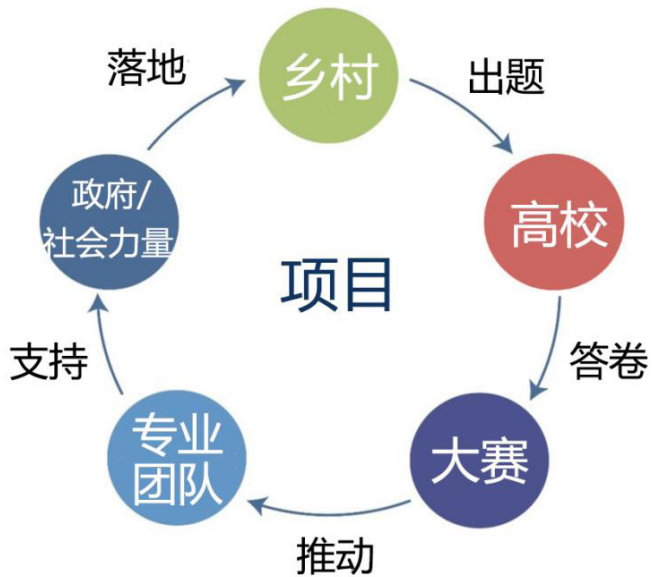 落地
乡村
出题
政府/
社会力量
高校
项目
支持
答卷
专业
团队
大赛
推动